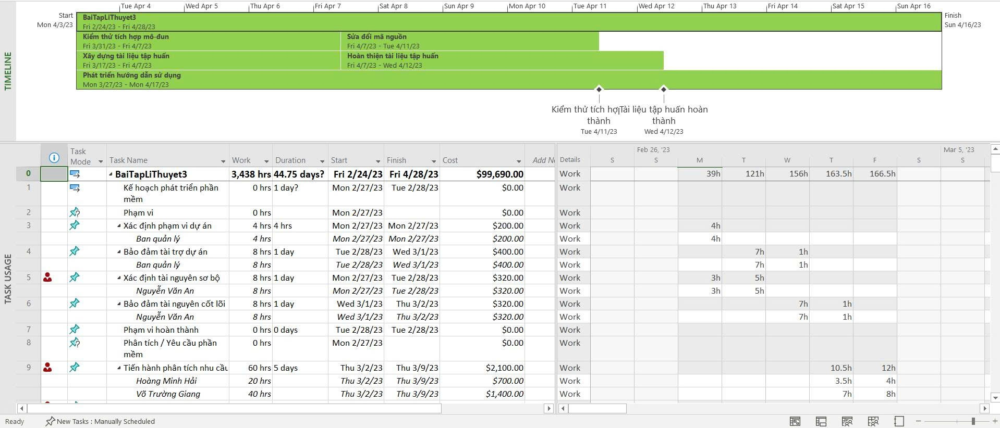 Tue Apr 4 Wed Apr 5 Thu Apr 6 Fri Apr 7 Sat Apr 8 Sun Apr 9 Mon Apr 10 Tue Apr 11 Wed Apr 12 Thu Apr 13 Fri Apr 14 Sat Apr 15 Sun Apr 16
Start
Mon 4/3/23
Finish
Sun 4/16/23
TIMELINE
BaiTapLiThuyet3
Fri 2/24/23 - Fri 4/28/23
Kiểm thử tích hợp mô-đun
Fri 3/31/23 - Fri 4/7/23
Sửa đổi mã nguồn
Fri 4/7/23 - Tue 4/11/23
Xây dựng tài liệu tập huấn
Fri 3/17/23 - Fri 4/7/23
Hoàn thiện tài liệu tập huấn
Fri 4/7/23 - Wed 4/12/23
Phát triển hướng dẫn sử dụng
Mon 3/27/23 - Mon 4/17/23
Kiểm thử tích hợp
thành
Tue 4/11/23
Tài liệu tập huấn hoàn
thành
Wed 4/12/23
TASK USAGE
Task Mode Task Name Work Duration Start Finish Cost Add Ne Details
Feb 26, '23 Mar 5, '23
S S M T W T F S S
0 BaiTapLiThuyet3 3,438 hrs 44.75 days? Fri 2/24/23 Fri 4/28/23 $99,690.00 Work 39h 121h 156h 163.5h 166.5h
1 Kế hoạch phát triển phần 0 hrs 1 day? Mon 2/27/23 Tue 2/28/23 $0.00 Work
mềm
2 Phạm vi 0 hrs Mon 2/27/23 $0.00 Work
3 Xác định phạm vi dự án 4 hrs 4 hrs Mon 2/27/23 Mon 2/27/23 $200.00 Work 4h
Ban quản lý 4 hrs Mon 2/27/23 Mon 2/27/23 $200.00 Work 4h
4 Bảo đảm tài trợ dự án 8 hrs 1 day Tue 2/28/23 Wed 3/1/23 $400.00 Work 7h 1h
Ban quản lý 8 hrs Tue 2/28/23 Wed 3/1/23 $400.00 Work 7h 1h
5 Xác định tài nguyên sơ bộ 8 hrs 1 day Mon 2/27/23 Tue 2/28/23 $320.00 Work 3h 5h
Nguyễn Văn An 8 hrs Mon 2/27/23 Tue 2/28/23 $320.00 Work 3h 5h
6 Bảo đảm tài nguyên cốt lõi 8 hrs 1 day Wed 3/1/23 Thu 3/2/23 $320.00 Work 7h 1h
Nguyễn Văn An 8 hrs Wed 3/1/23 Thu 3/2/23 $320.00 Work 7h 1h
7 Phạm vi hoàn thành 0 hrs 0 days Tue 2/28/23 Tue 2/28/23 $0.00 Work
8 Phân tích / Yêu cầu phần 0 hrs Mon 2/27/23 $0.00 Work
mềm
9 Tiến hành phân tích nhu cầu 60 hrs 5 days Thu 3/2/23 Thu 3/9/23 $2,100.00 Work 10.5h 12h
Hoàng Minh Hải 20 hrs Thu 3/2/23 Thu 3/9/23 $700.00 Work 3.5h 4h
Võ Trường Giang 40 hrs Thu 3/2/23 Thu 3/9/23 $1,400.00 Work 7h 8h
Ready New Tasks : Manually Scheduled